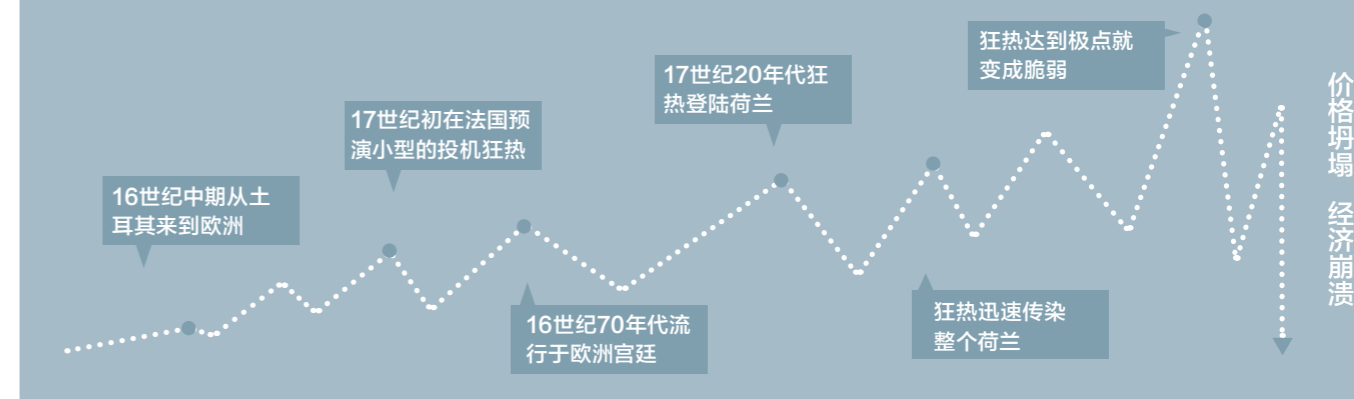 16世纪中期从土
耳其来到欧洲
17世纪初在法国预
演小型的投机狂热
16世纪70年代流
行于欧洲宫廷
17世纪20年代狂
热登陆荷兰
狂热迅速传染
整个荷兰
狂热达到极点就
变成脆弱
价格坍塌 经济崩溃